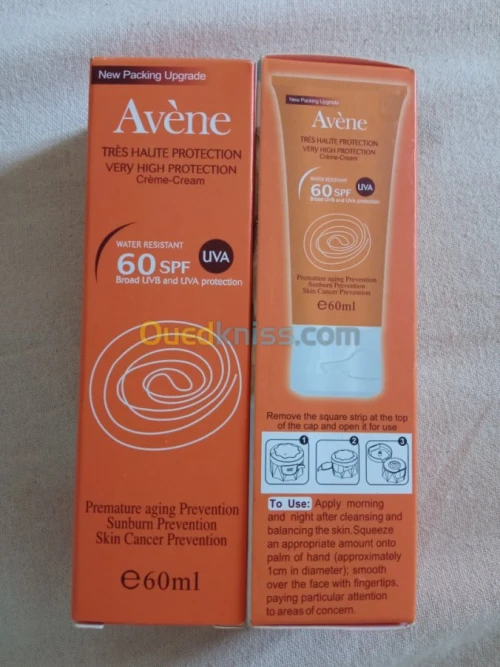 New Packing Upgrade
Avène
TRÈS HAUTE PROTECTION
VERY HIGH PROTECTION
Crème-Cream
WATER RESISTANT
60 SPF
UVA
Broad UVB and UVA protection
Premature aging Prevention
Sunburn Prevention
Skin Cancer Prevention
e60ml
New Packing Upgrade
Avène
TRÈS HAUTE PROTECTION
VERY HIGH PROTECTION
Crème-Cream
WATER RESISTANT
60 SPF
UVA
Broad UVB and UVA protection
Premature aging Prevention
Sunburn Prevention
Skin Cancer Prevention
e60ml
Remove the square strip at the top
of the cap and open it for use
1 2 3
To Use: Apply morning
and night after cleansing and
balancing the skin.Squeeze
an appropriate amount onto
palm of hand (approximately
1cm in diameter); smooth
over the face with fingertips,
paying particular attention
to areas of concern.
Ouedkniss.com